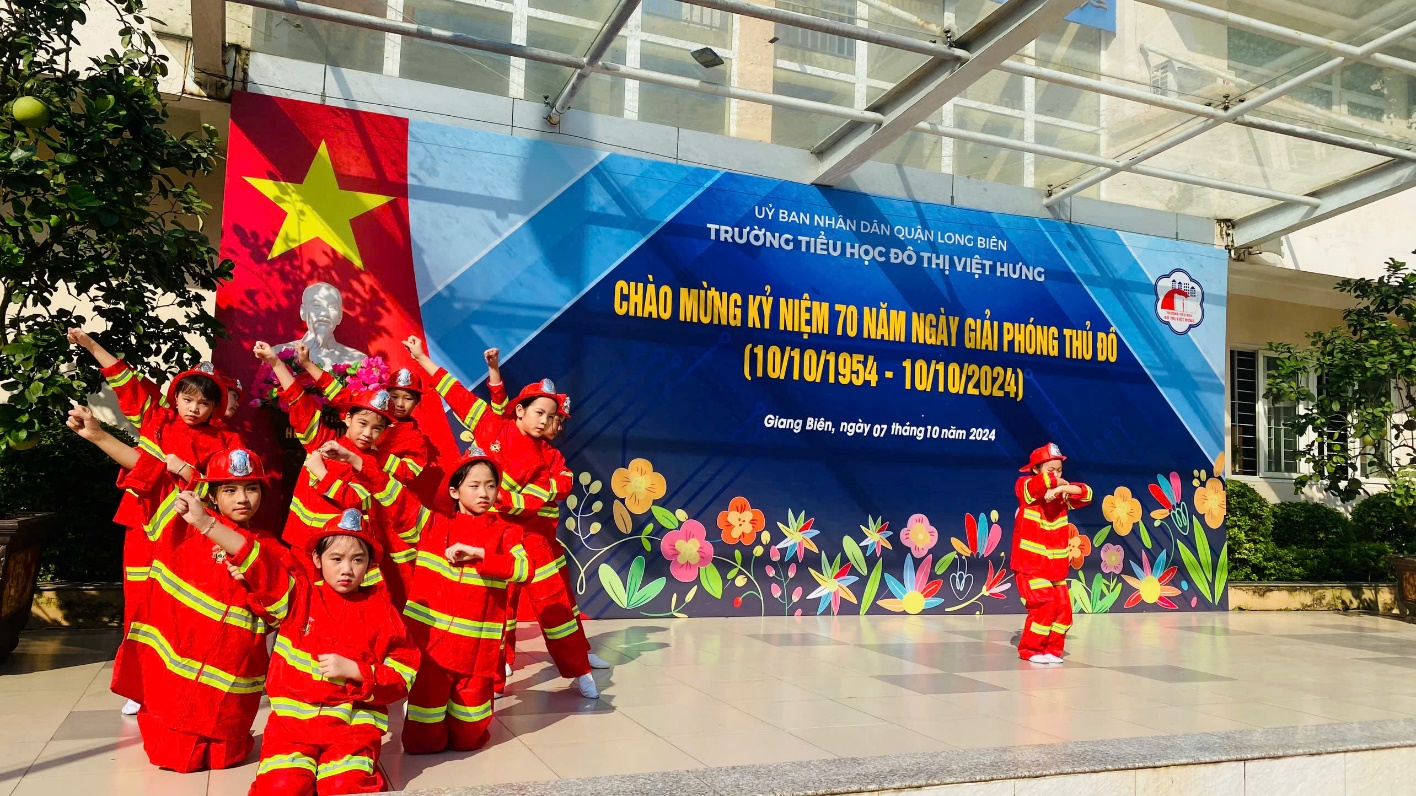 UỶ BAN NHÂN DÂN QUẬN LONG BIÊN
TRƯỜNG TIỂU HỌC ĐÔ THỊ VIỆT HƯNG
CHÀO MỪNG KỶ NIỆM 70 NĂM NGÀY GIẢI PHÓNG THỦ ĐÔ
(10/10/1954 - 10/10/2024)
Giang Biên, ngày 07 tháng 10 năm 2024